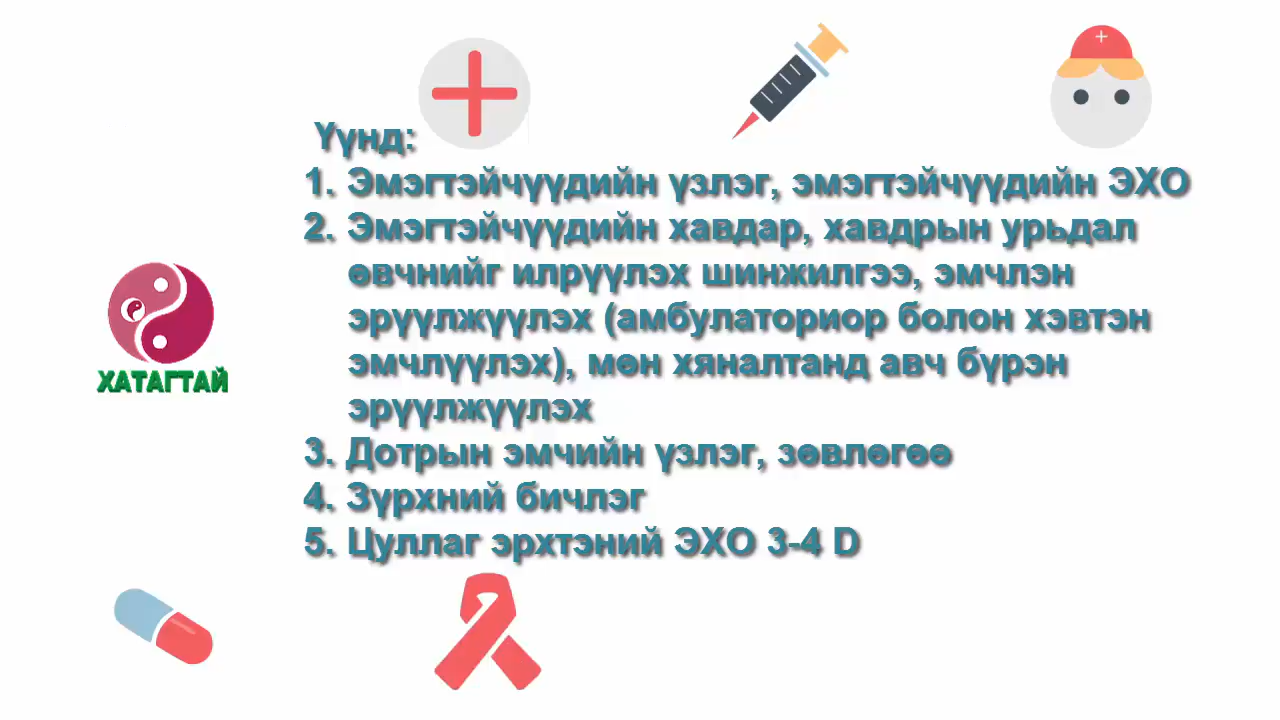 Үүнд:
1. Эмэгтэйчүүдийн үзлэг, эмэгтэйчүүдийн ЭХО
2. Эмэгтэйчүүдийн хавдар, хавдрын урьдал
өвчнийг илрүүлэх шинжилгээ, эмчлэн
эрүүлжүүлэх (амбулаториор болон хэвтэн
эмчлүүлэх), мөн хяналтанд авч бүрэн
эрүүлжүүлэх
3. Дотрын эмчийн үзлэг, зөвлөгөө
4. Зүрхний бичлэг
5. Цуллаг эрхтэний ЭХО 3-4 D
ХАТАГТАЙ